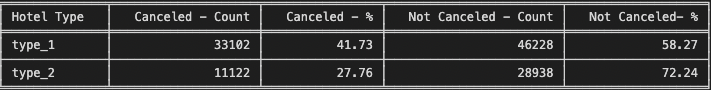 Hotel Type Canceled - Count Canceled - % Not Canceled - Count Not Canceled- %
type_1 33102 41.73 46228 58.27
type_2 11122 27.76 28938 72.24